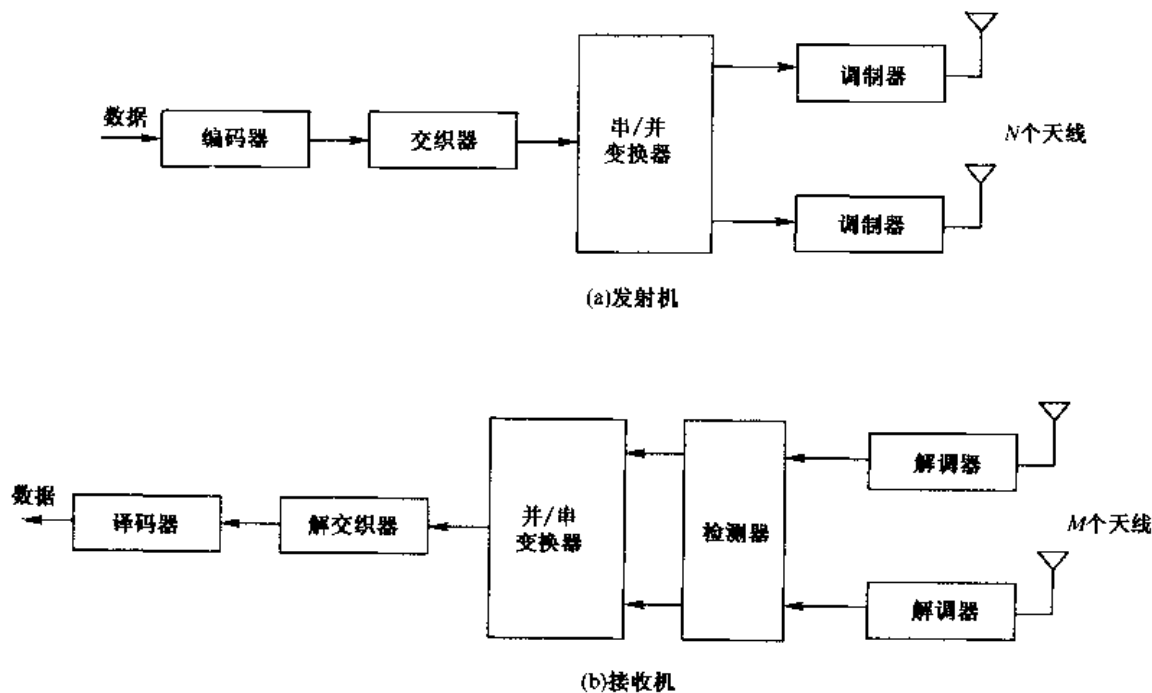 数据
编码器
交织器
串/并
变换器
调制器
调制器
N个天线
(a)发射机
数据
译码器
解交织器
并/串
变换器
检测器
解调器
解调器
M个天线
(b)接收机